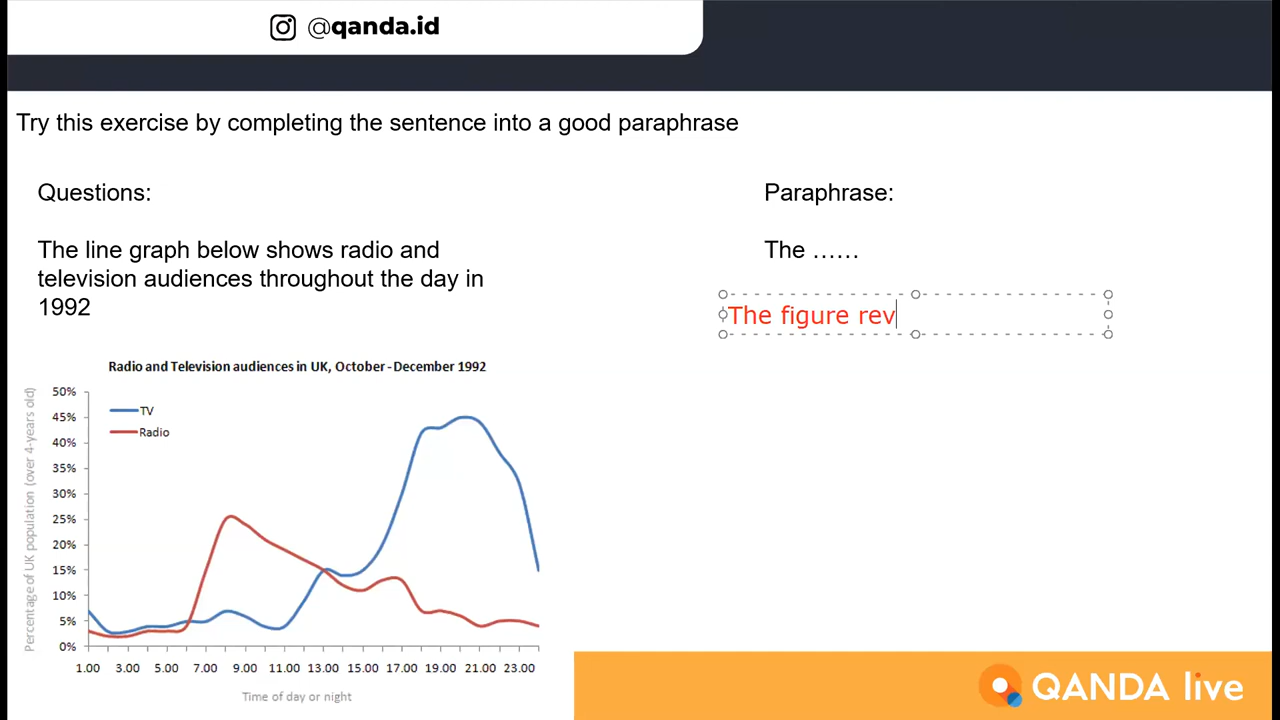 @qanda.id
Try this exercise by completing the sentence into a good paraphrase
Questions:
Paraphrase:
The line graph below shows radio and
television audiences throughout the day in
1992
The ……
The figure rev
Radio and Television audiences in UK, October - December 1992
Percentage of UK population (over 4-years old)
50%
45%
40%
35%
30%
25%
20%
15%
10%
5%
0%
TV
Radio
1.00 3.00 5.00 7.00 9.00 11.00 13.00 15.00 17.00 19.00 21.00 23.00
Time of day or night
QANDA live